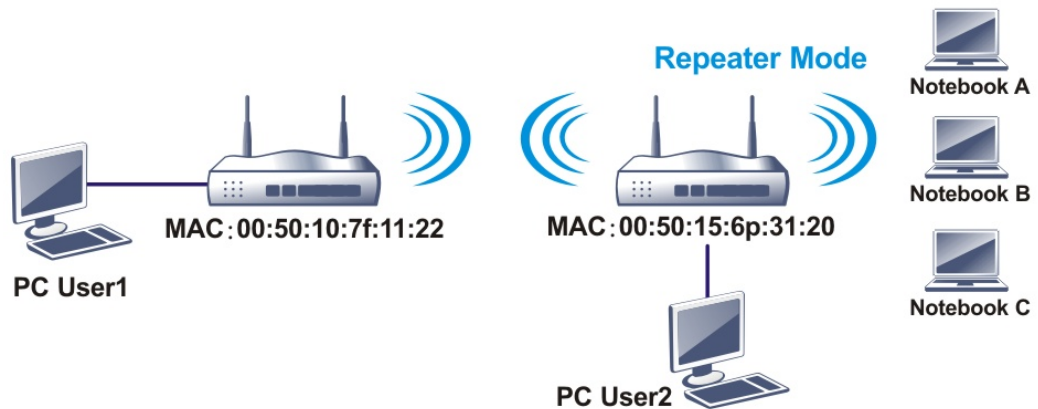 Repeater Mode
Notebook A
Notebook B
Notebook C
MAC:00:50:10:7f:11:22
MAC:00:50:15:6p:31:20
PC User1
PC User2